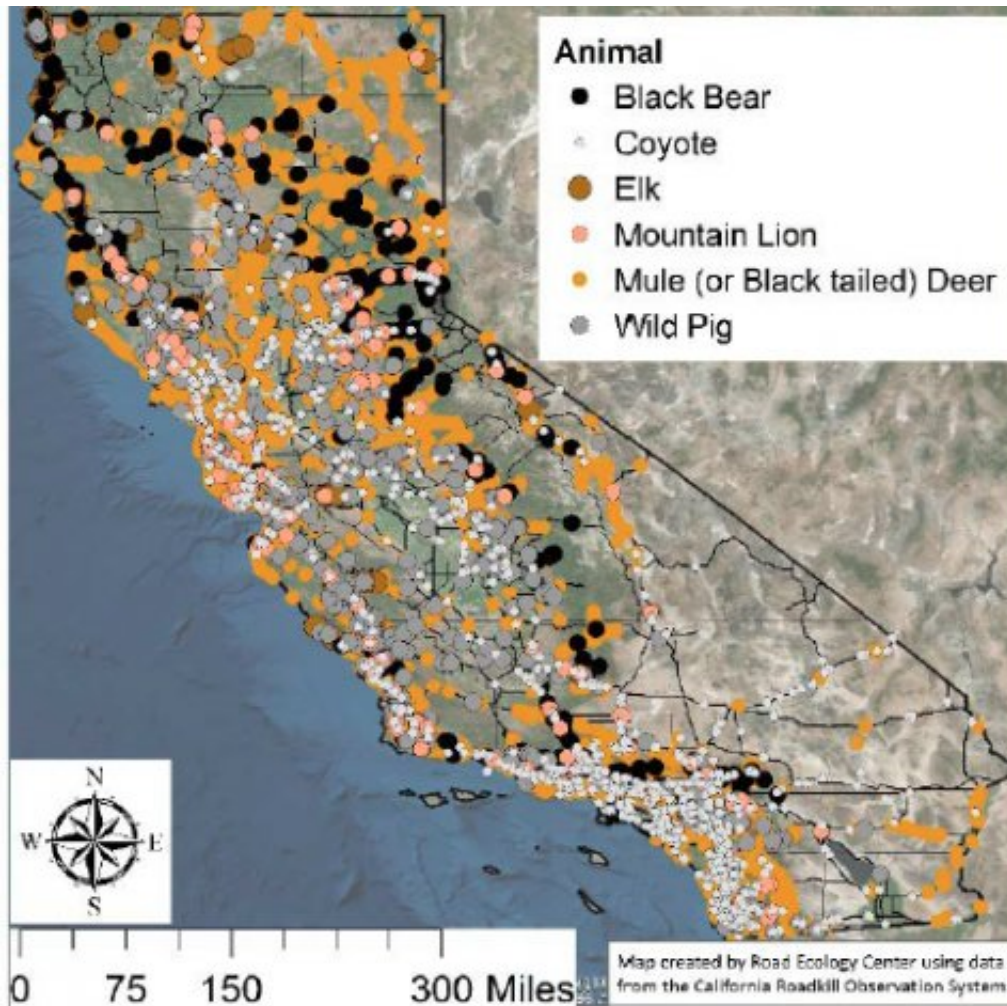 Animal
Black Bear
Coyote
Elk
Mountain Lion
Mule (or Black tailed) Deer
Wild Pig
N
W E
S
0 75 150 300 Miles
Map created by Road Ecology Center using data
from the California Roadkill Observation System